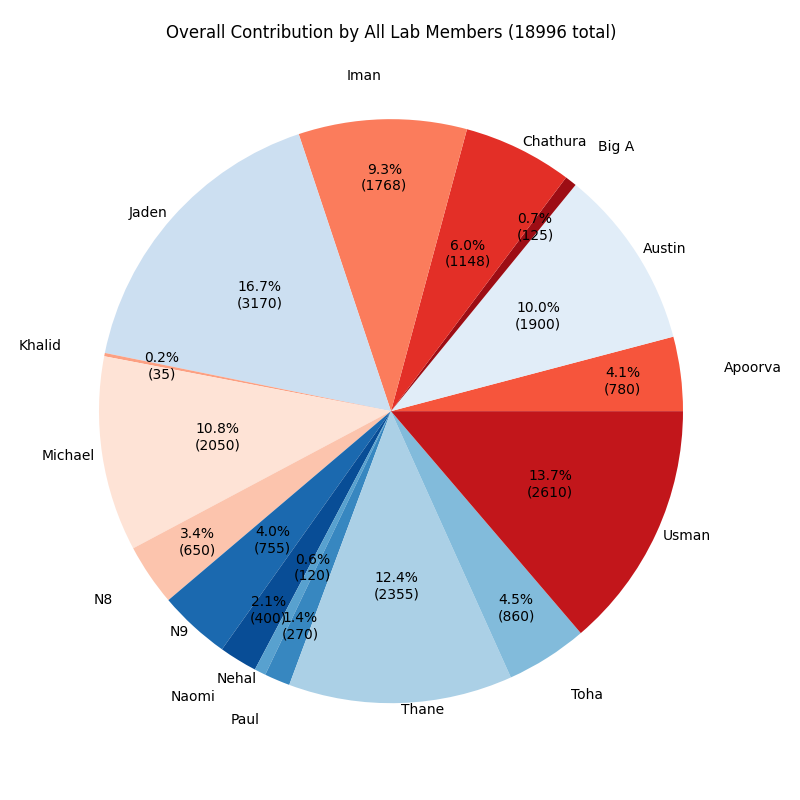 Overall Contribution by All Lab Members (18996 total)
Iman
Chathura
Big A
9.3%
(1768)
Jaden
0.7%
(125)
6.0%
(1148)
Austin
16.7%
(3170)
10.0%
(1900)
Khalid
0.2%
(35)
4.1%
(780)
Apoorva
10.8%
(2050)
Michael
13.7%
(2610)
3.4%
(650)
4.0%
(755)
Usman
0.6%
(120)
12.4%
(2355)
N8
2.1%
(400)
1.4%
(270)
4.5%
(860)
N9
Nehal
Naomi
Toha
Thane
Paul